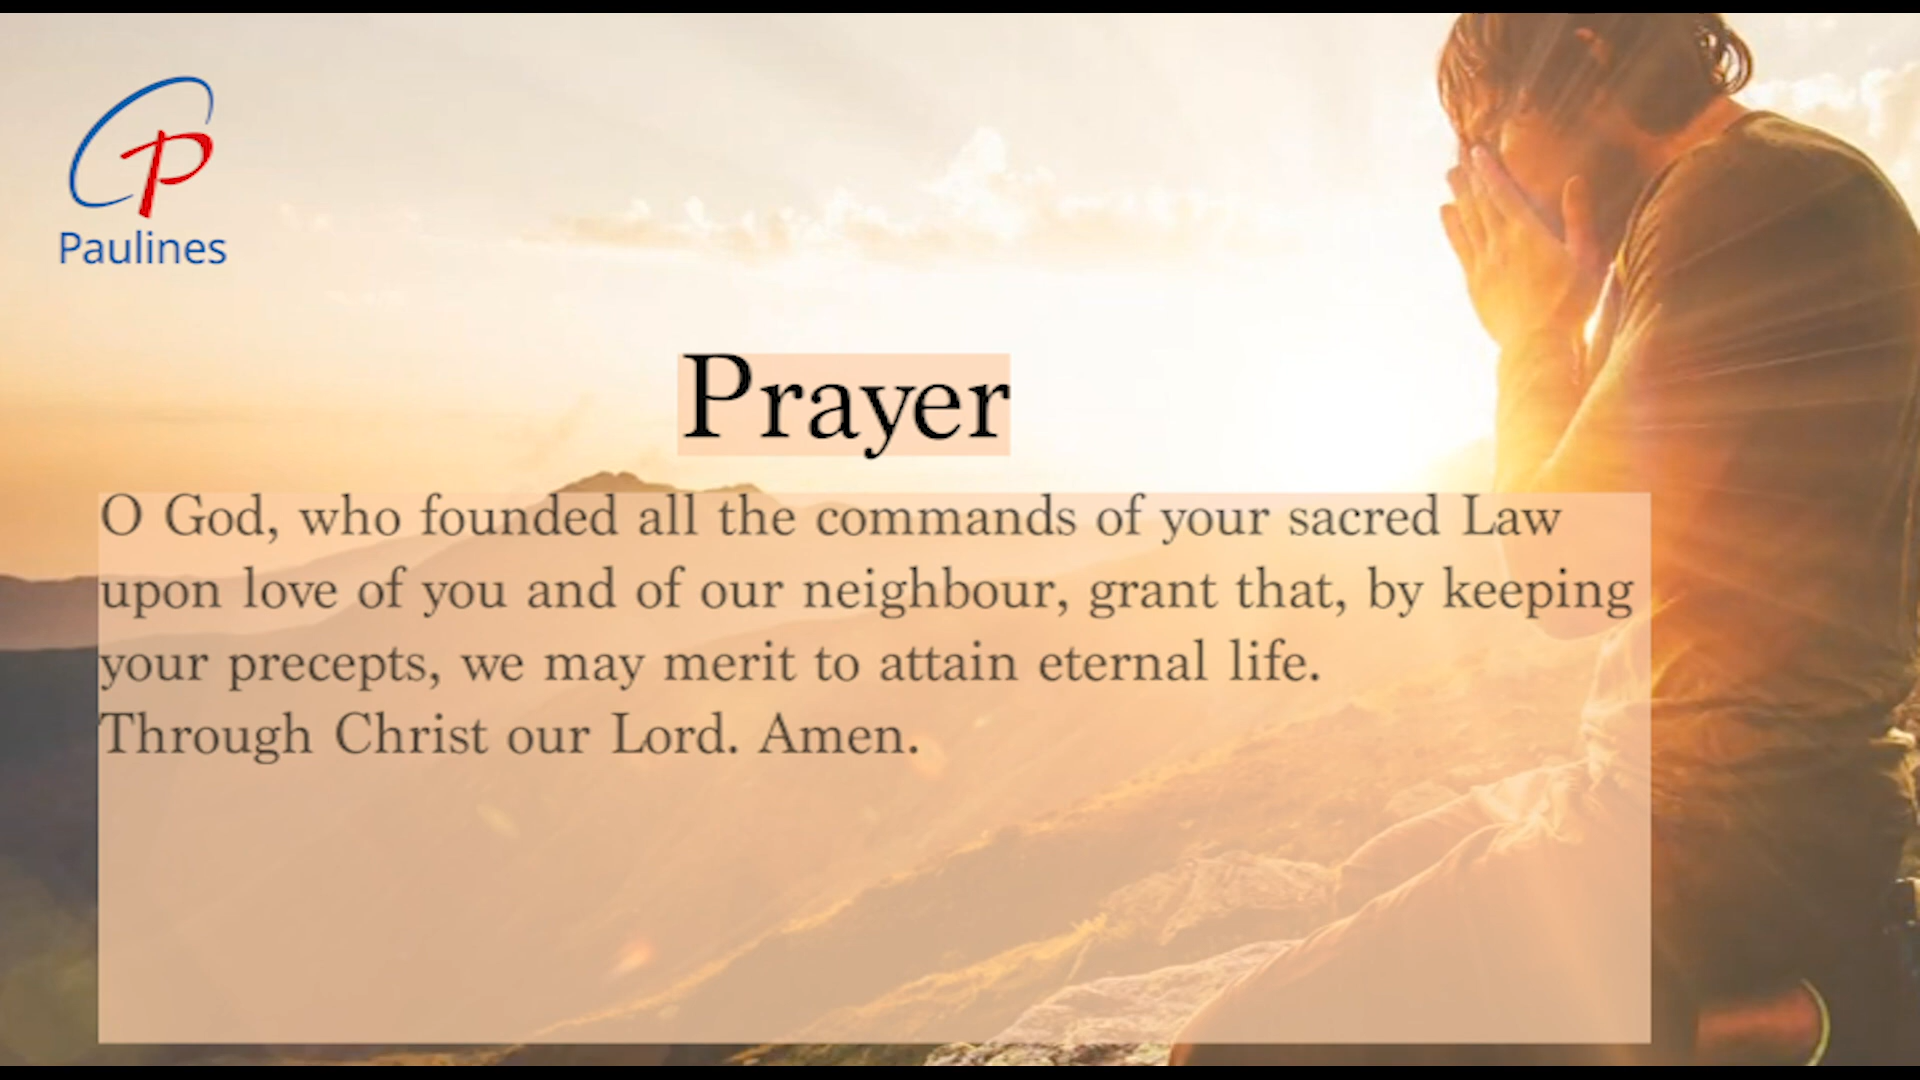 Paulines
Prayer
O God, who founded all the commands of your sacred Law
upon love of you and of our neighbour, grant that, by keeping
your precepts, we may merit to attain eternal life.
Through Christ our Lord. Amen.